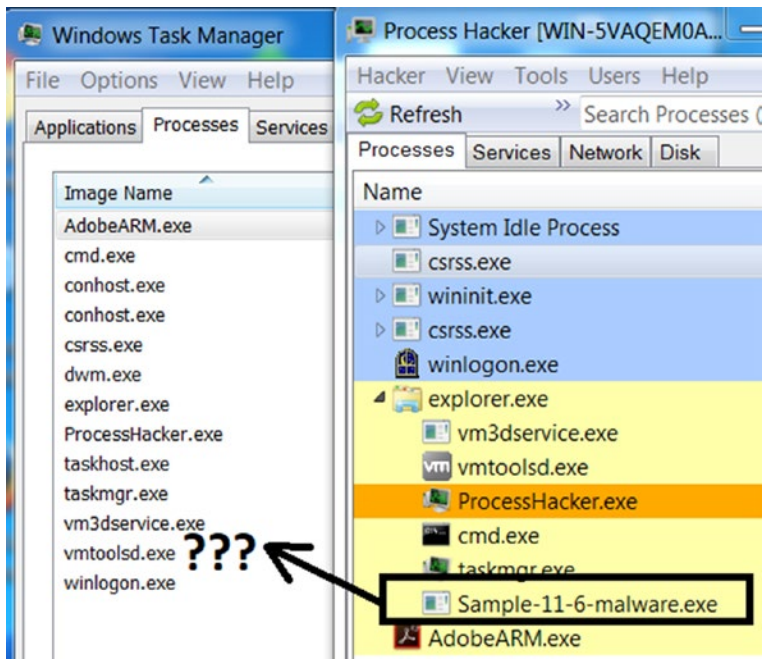 Windows Task Manager
File Options View Help
Applications Processes Services
Image Name
AdobeARM.exe
cmd.exe
conhost.exe
conhost.exe
csrss.exe
dwm.exe
explorer.exe
ProcessHacker.exe
taskhost.exe
taskmgr.exe
vm3dservice.exe
vmtoolsd.exe ???
winlogon.exe
Process Hacker [WIN-5VAQEM0A...
Hacker View Tools Users Help
Refresh » Search Processes (
Processes Services Network Disk
Name
System Idle Process
csrss.exe
wininit.exe
csrss.exe
winlogon.exe
explorer.exe
vm3dservice.exe
vm vmtoolsd.exe
ProcessHacker.exe
cmd.exe
taskmgr.exe
Sample-11-6-malware.exe
AdobeARM.exe